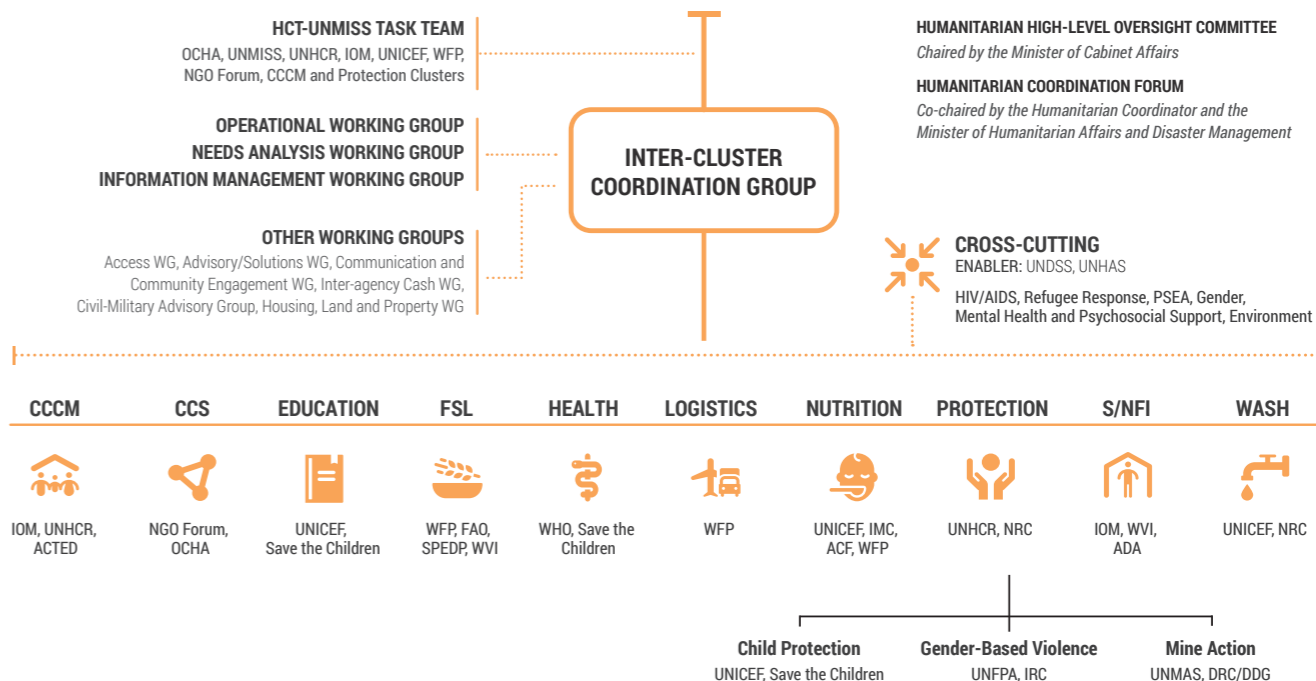 HCT-UNMISS TASK TEAM
OCHA, UNMISS, UNHCR, IOM, UNICEF, WFP,
NGO Forum, CCCM and Protection Clusters
OPERATIONAL WORKING GROUP
NEEDS ANALYSIS WORKING GROUP
INFORMATION MANAGEMENT WORKING GROUP
OTHER WORKING GROUPS
Access WG, Advisory/Solutions WG, Communication and
Community Engagement WG, Inter-agency Cash WG,
Civil-Military Advisory Group, Housing, Land and Property WG
INTER-CLUSTER
COORDINATION GROUP
HUMANITARIAN HIGH-LEVEL OVERSIGHT COMMITTEE
Chaired by the Minister of Cabinet Affairs
HUMANITARIAN COORDINATION FORUM
Co-chaired by the Humanitarian Coordinator and the
Minister of Humanitarian Affairs and Disaster Management
CROSS-CUTTING
ENABLER: UNDSS, UNHAS
HIV/AIDS, Refugee Response, PSEA, Gender,
Mental Health and Psychosocial Support, Environment
CCCM
IOM, UNHCR,
ACTED
CCS
NGO Forum,
OCHA
EDUCATION
UNICEF,
Save the Children
FSL
WFP, FAO,
SPEDP, WVI
HEALTH
WHO, Save the
Children
LOGISTICS
WFP
NUTRITION
UNICEF, IMC,
ACF, WFP
PROTECTION
UNHCR, NRC
S/NFI
IOM, WVI,
ADA
WASH
UNICEF, NRC
Child Protection
UNICEF, Save the Children
Gender-Based Violence
UNFPA, IRC
Mine Action
UNMAS, DRC/DDG